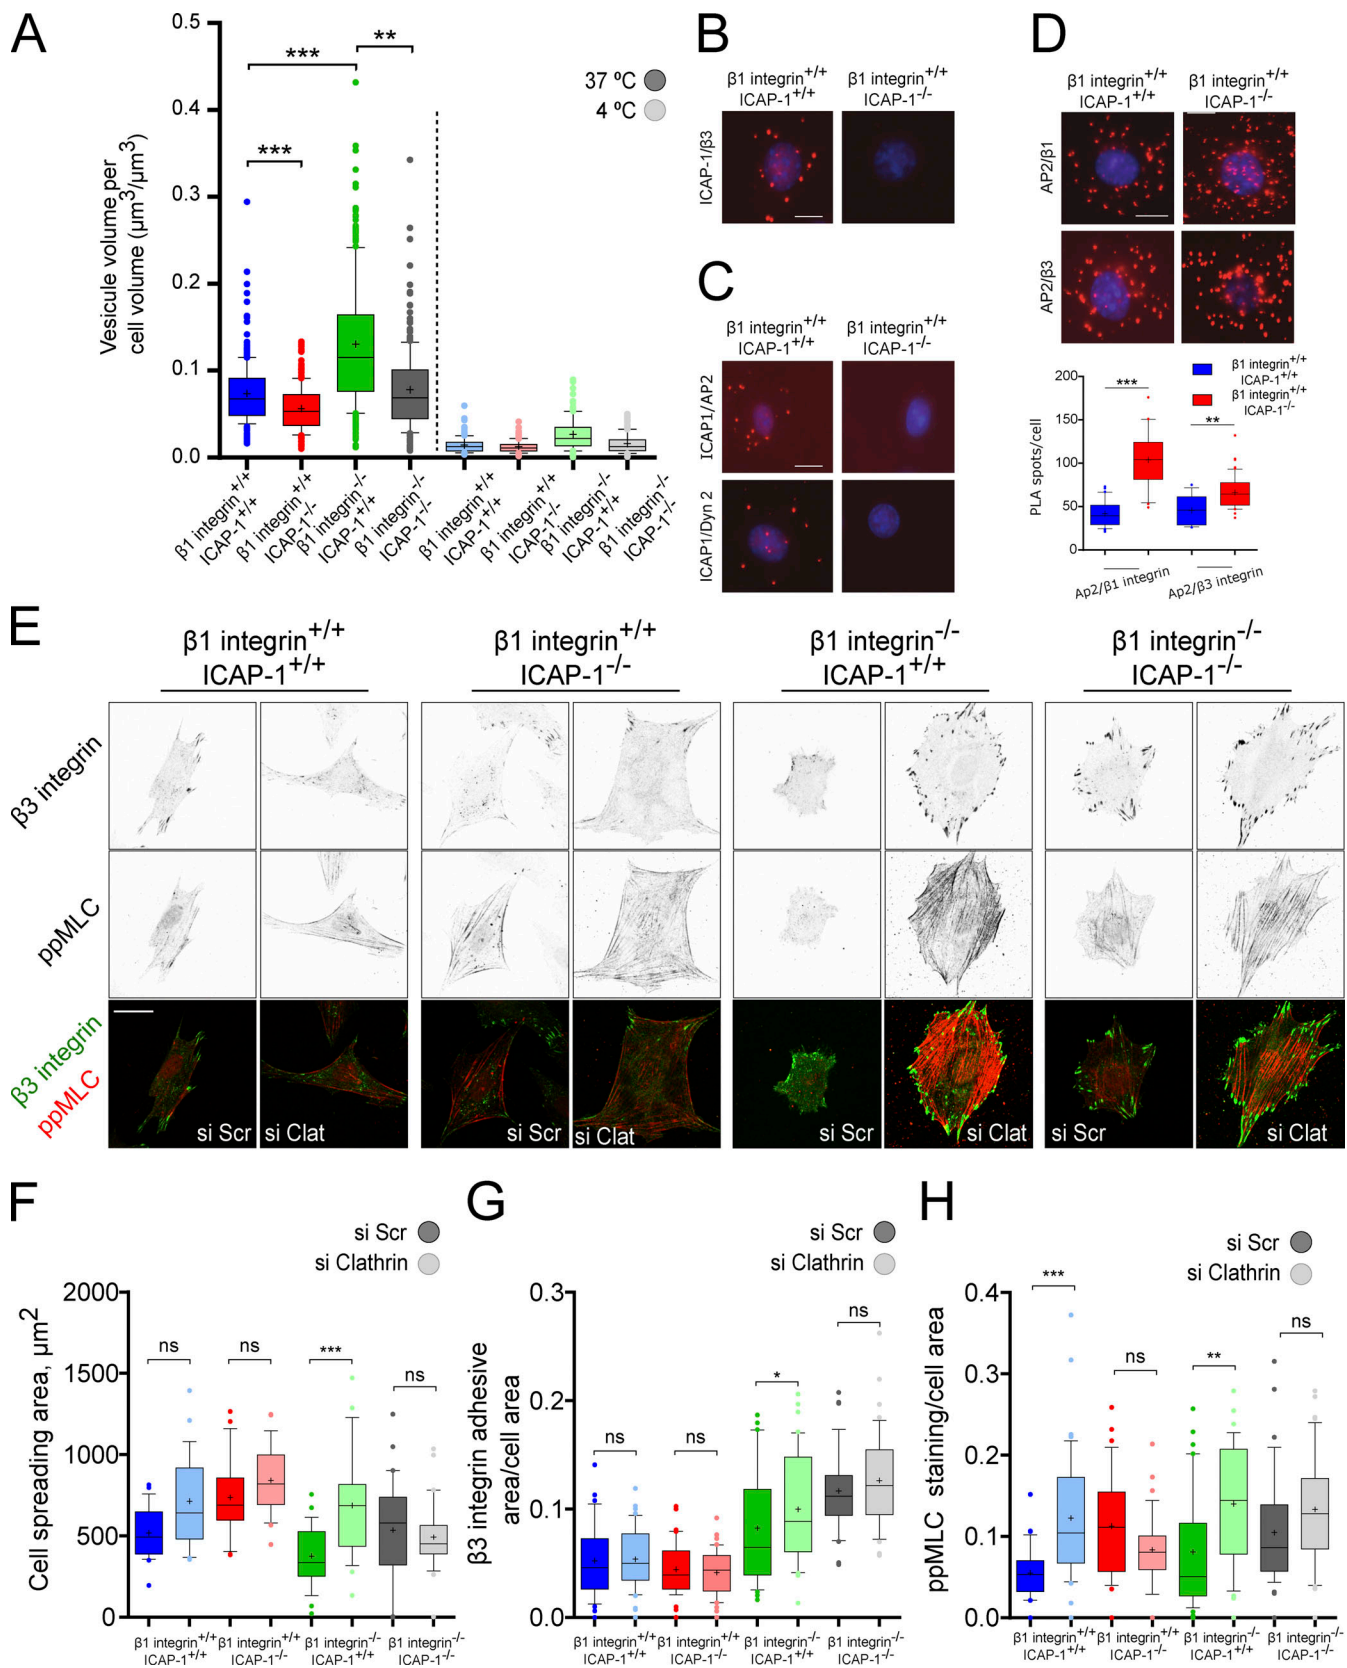 A
0.5
0.4
0.3
0.2
0.1
0.0
Vesicule volume per
cell volume (µm³/µm³)
***
***
**
37 ºC
4 ºC
β1 integrin+/+
ICAP-1+/+
β1 integrin+/+
ICAP-1-/-
β1 integrin-/-
ICAP-1+/+
β1 integrin-/-
ICAP-1-/-
β1 integrin+/+
ICAP-1+/+
β1 integrin+/+
ICAP-1-/-
β1 integrin-/-
ICAP-1+/+
β1 integrin-/-
ICAP-1-/-
B
β1 integrin+/+
ICAP-1+/+
β1 integrin+/+
ICAP-1-/-
ICAP-1/β3
C
β1 integrin+/+
ICAP-1+/+
β1 integrin+/+
ICAP-1-/-
ICAP1/AP2
ICAP1/Dyn 2
D
β1 integrin+/+
ICAP-1+/+
β1 integrin+/+
ICAP-1-/-
AP2/β1
AP2/β3
β1 integrin+/+
ICAP-1+/+
β1 integrin+/+
ICAP-1-/-
200
150
100
50
0
PLA spots/cell
***
**
Ap2/β1 integrin
Ap2/β3 integrin
E
β1 integrin+/+
ICAP-1+/+
β1 integrin+/+
ICAP-1-/-
β1 integrin-/-
ICAP-1+/+
β1 integrin-/-
ICAP-1-/-
β3 integrin
ppMLC
β3 integrin
ppMLC
si Scr
si Clat
si Scr
si Clat
si Scr
si Clat
si Scr
si Clat
F
si Scr
si Clathrin
2000
1500
1000
500
0
Cell spreading area, µm2
ns
ns
***
ns
β1 integrin+/+
ICAP-1+/+
β1 integrin+/+
ICAP-1-/-
β1 integrin-/-
ICAP-1+/+
β1 integrin-/-
ICAP-1-/-
G
si Scr
si Clathrin
0.3
0.2
0.1
0.0
β3 integrin adhesive
area/cell area
ns
ns
*
ns
β1 integrin+/+
ICAP-1+/+
β1 integrin+/+
ICAP-1-/-
β1 integrin-/-
ICAP-1+/+
β1 integrin-/-
ICAP-1-/-
H
si Scr
si Clathrin
0.4
0.3
0.2
0.1
0.0
ppMLC staining/cell area
***
ns
**
ns
β1 integrin+/+
ICAP-1+/+
β1 integrin+/+
ICAP-1-/-
β1 integrin-/-
ICAP-1+/+
β1 integrin-/-
ICAP-1-/-